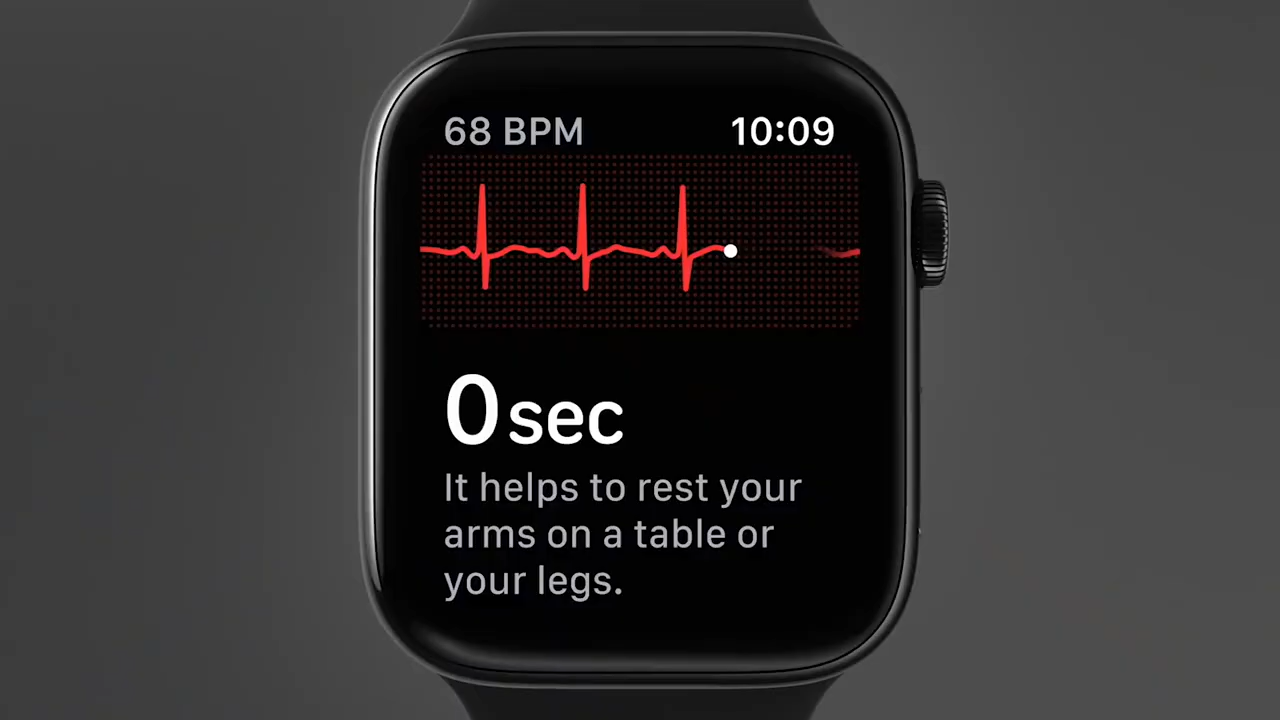 68 BPM 10:09
0 sec
It helps to rest your
arms on a table or
your legs.